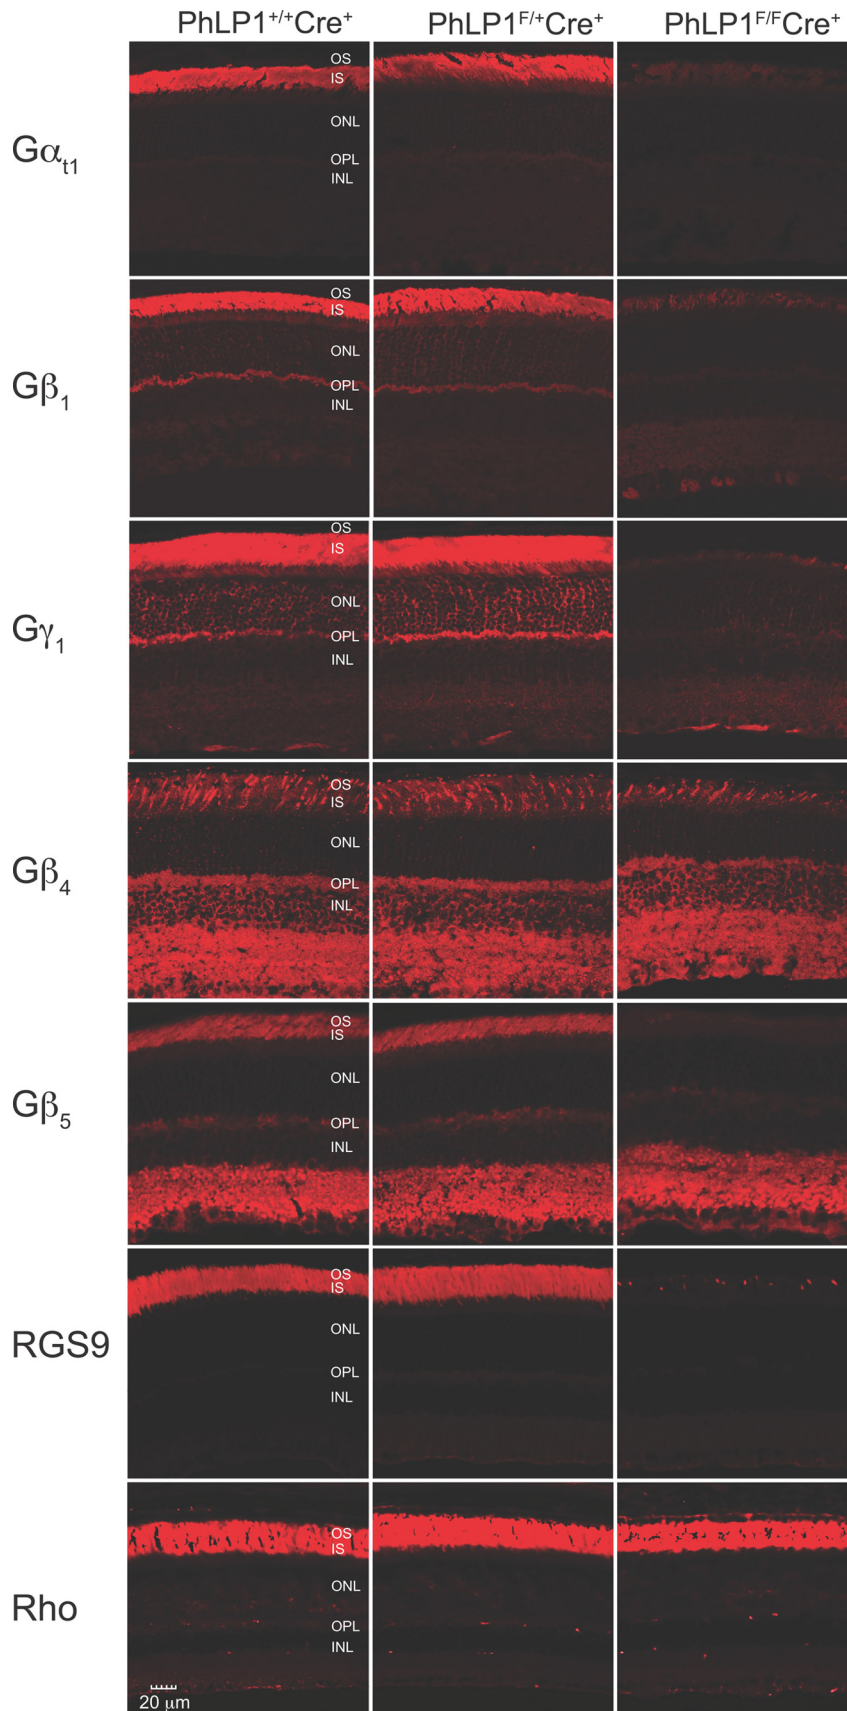 PhLP1+/+Cre+ PhLP1F/+Cre+ PhLP1F/FCre+
Gαt1
OS
IS
ONL
OPL
INL
Gβ1
OS
IS
ONL
OPL
INL
Gγ1
OS
IS
ONL
OPL
INL
Gβ4
OS
IS
ONL
OPL
INL
Gβ5
OS
IS
ONL
OPL
INL
RGS9
OS
IS
ONL
OPL
INL
Rho
OS
IS
ONL
OPL
INL
20 μm